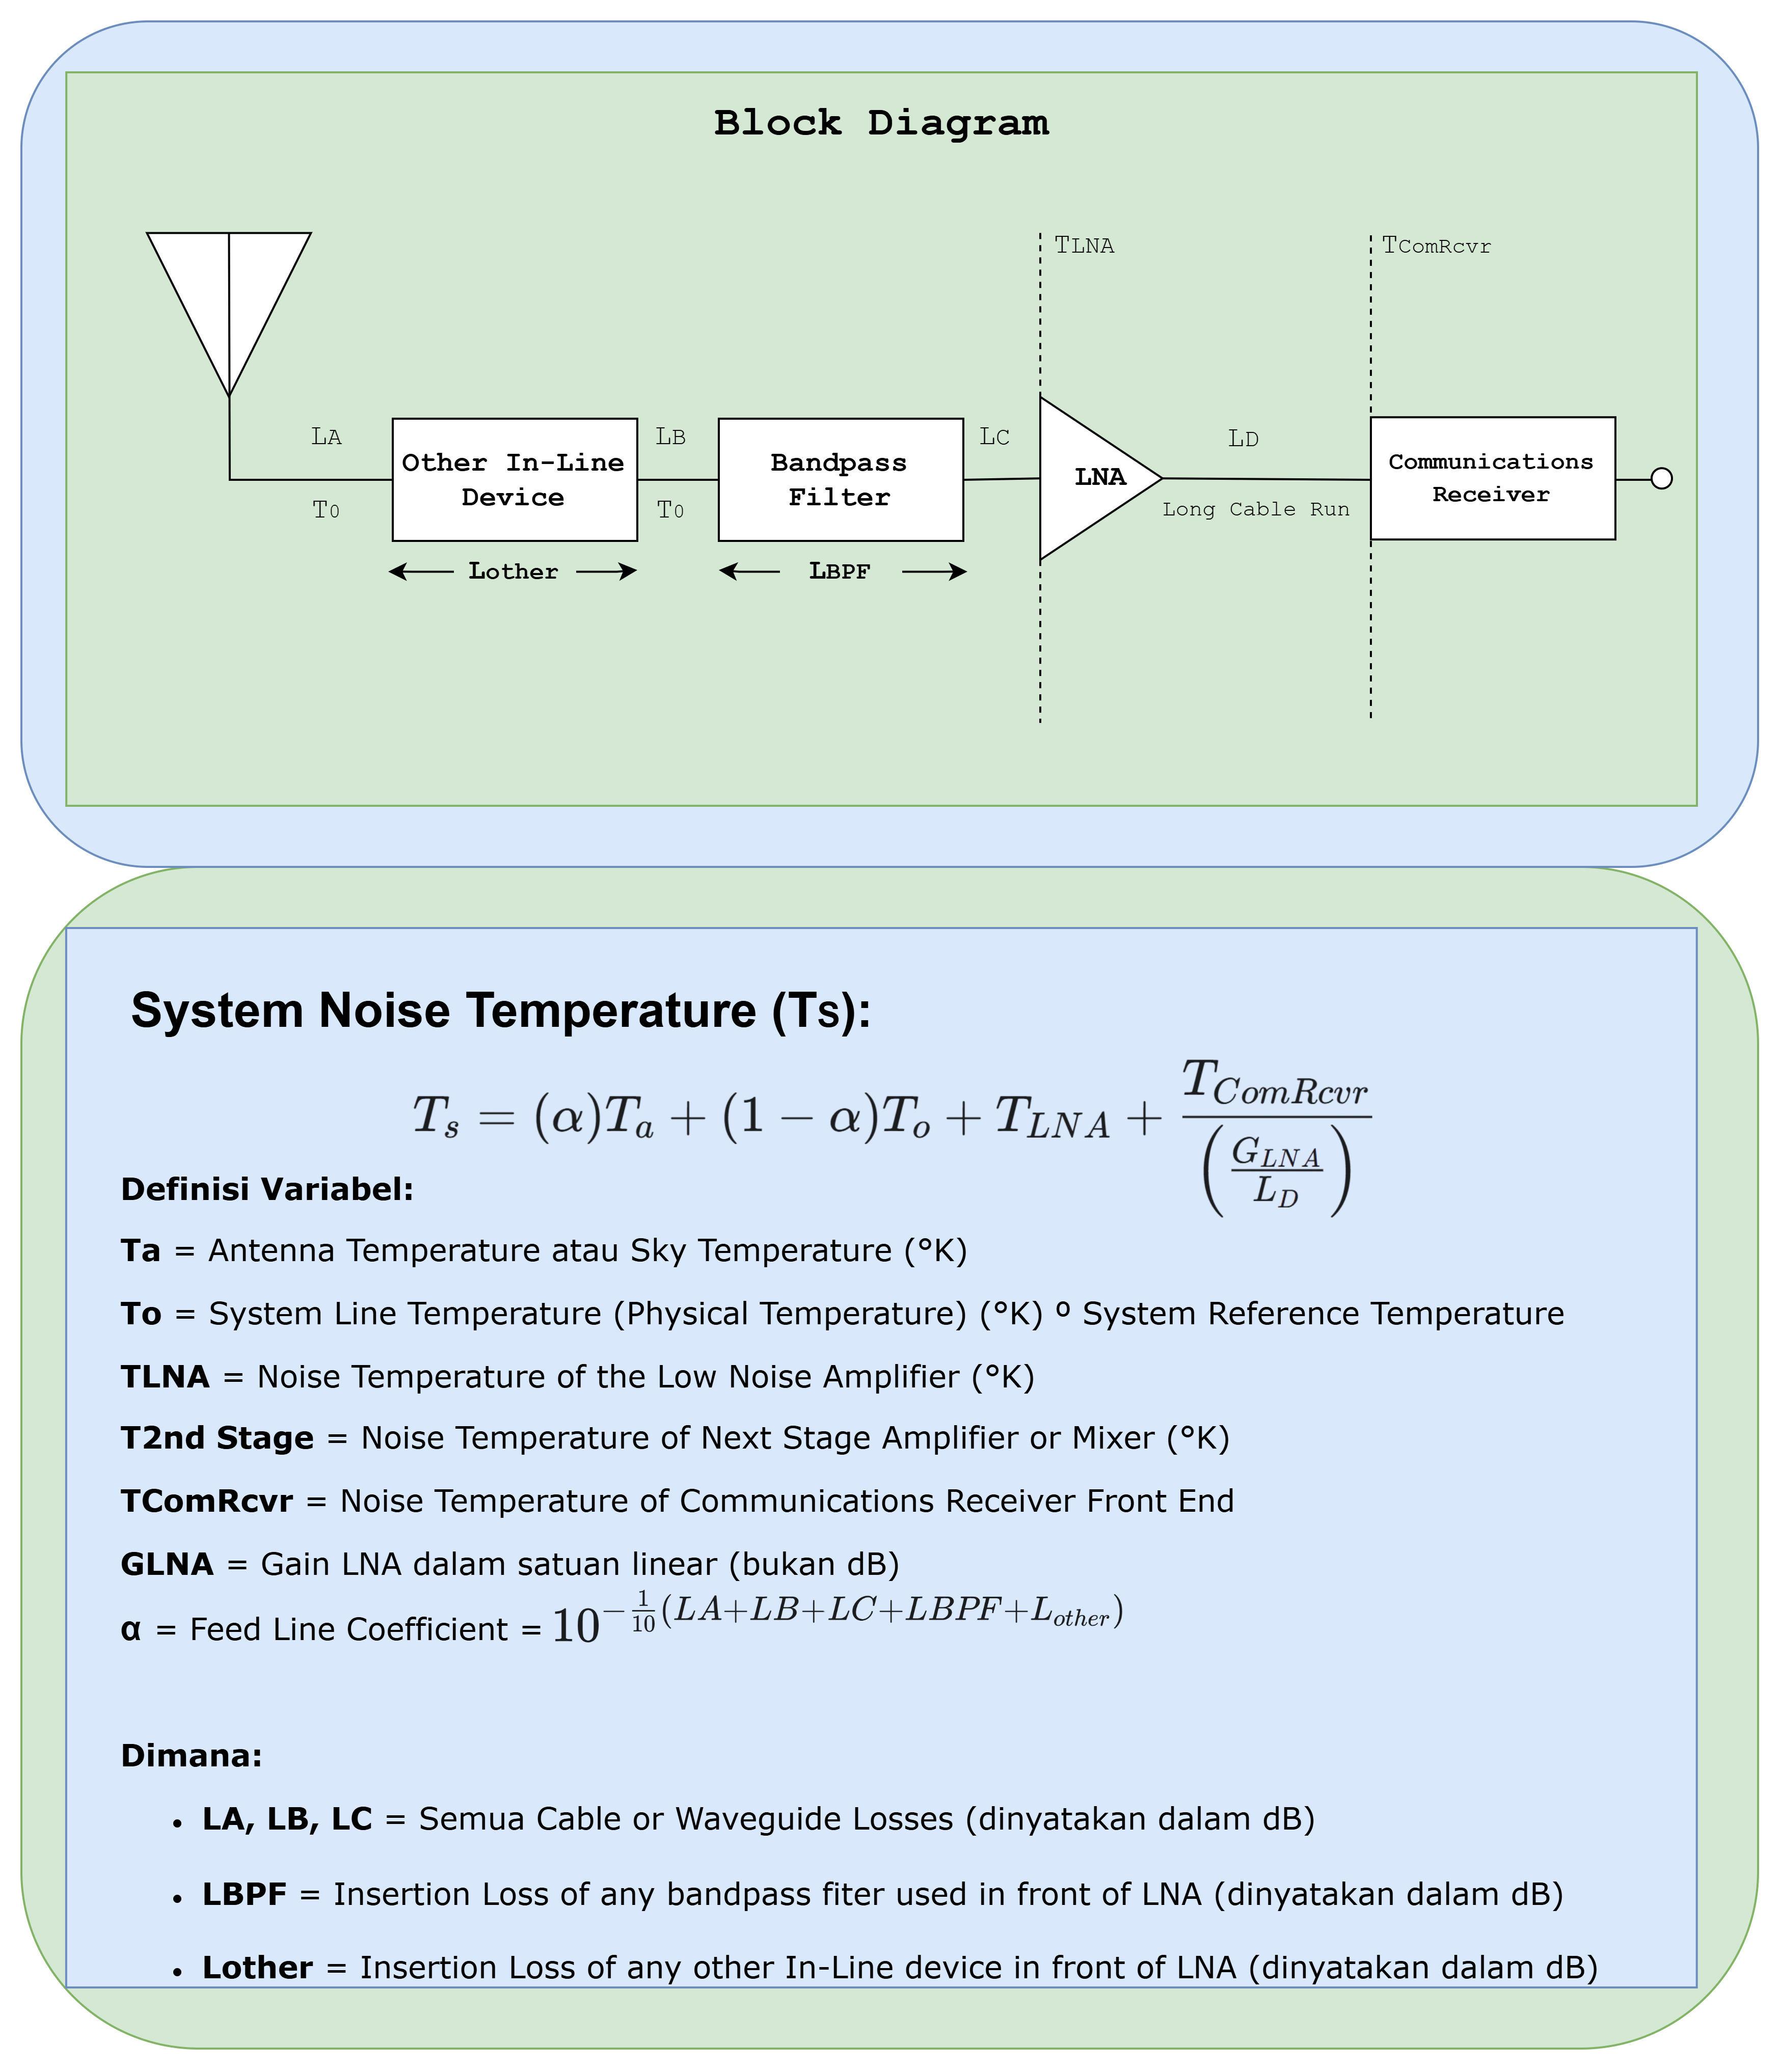 Block Diagram
TLNA
TComRcvr
LA
LB
LC
LD
Other In-Line
Device
Bandpass
Filter
LNA
Communications
Receiver
T0
T0
Long Cable Run
Lother
LBPF
System Noise Temperature (Ts):
T_s = (α)T_a + (1 − α)T_o + T_{LNA} + \frac{T_{ComRcvr}}{\left(\frac{G_{LNA}}{L_D}\right)}
Definisi Variabel:
Ta = Antenna Temperature atau Sky Temperature (°K)
To = System Line Temperature (Physical Temperature) (°K) º System Reference Temperature
TLNA = Noise Temperature of the Low Noise Amplifier (°K)
T2nd Stage = Noise Temperature of Next Stage Amplifier or Mixer (°K)
TComRcvr = Noise Temperature of Communications Receiver Front End
GLNA = Gain LNA dalam satuan linear (bukan dB)
α = Feed Line Coefficient = 10^{-\frac{1}{10}(LA+LB+LC+LBPF+L_{other})}
Dimana:
• LA, LB, LC = Semua Cable or Waveguide Losses (dinyatakan dalam dB)
• LBPF = Insertion Loss of any bandpass fiter used in front of LNA (dinyatakan dalam dB)
• Lother = Insertion Loss of any other In-Line device in front of LNA (dinyatakan dalam dB)